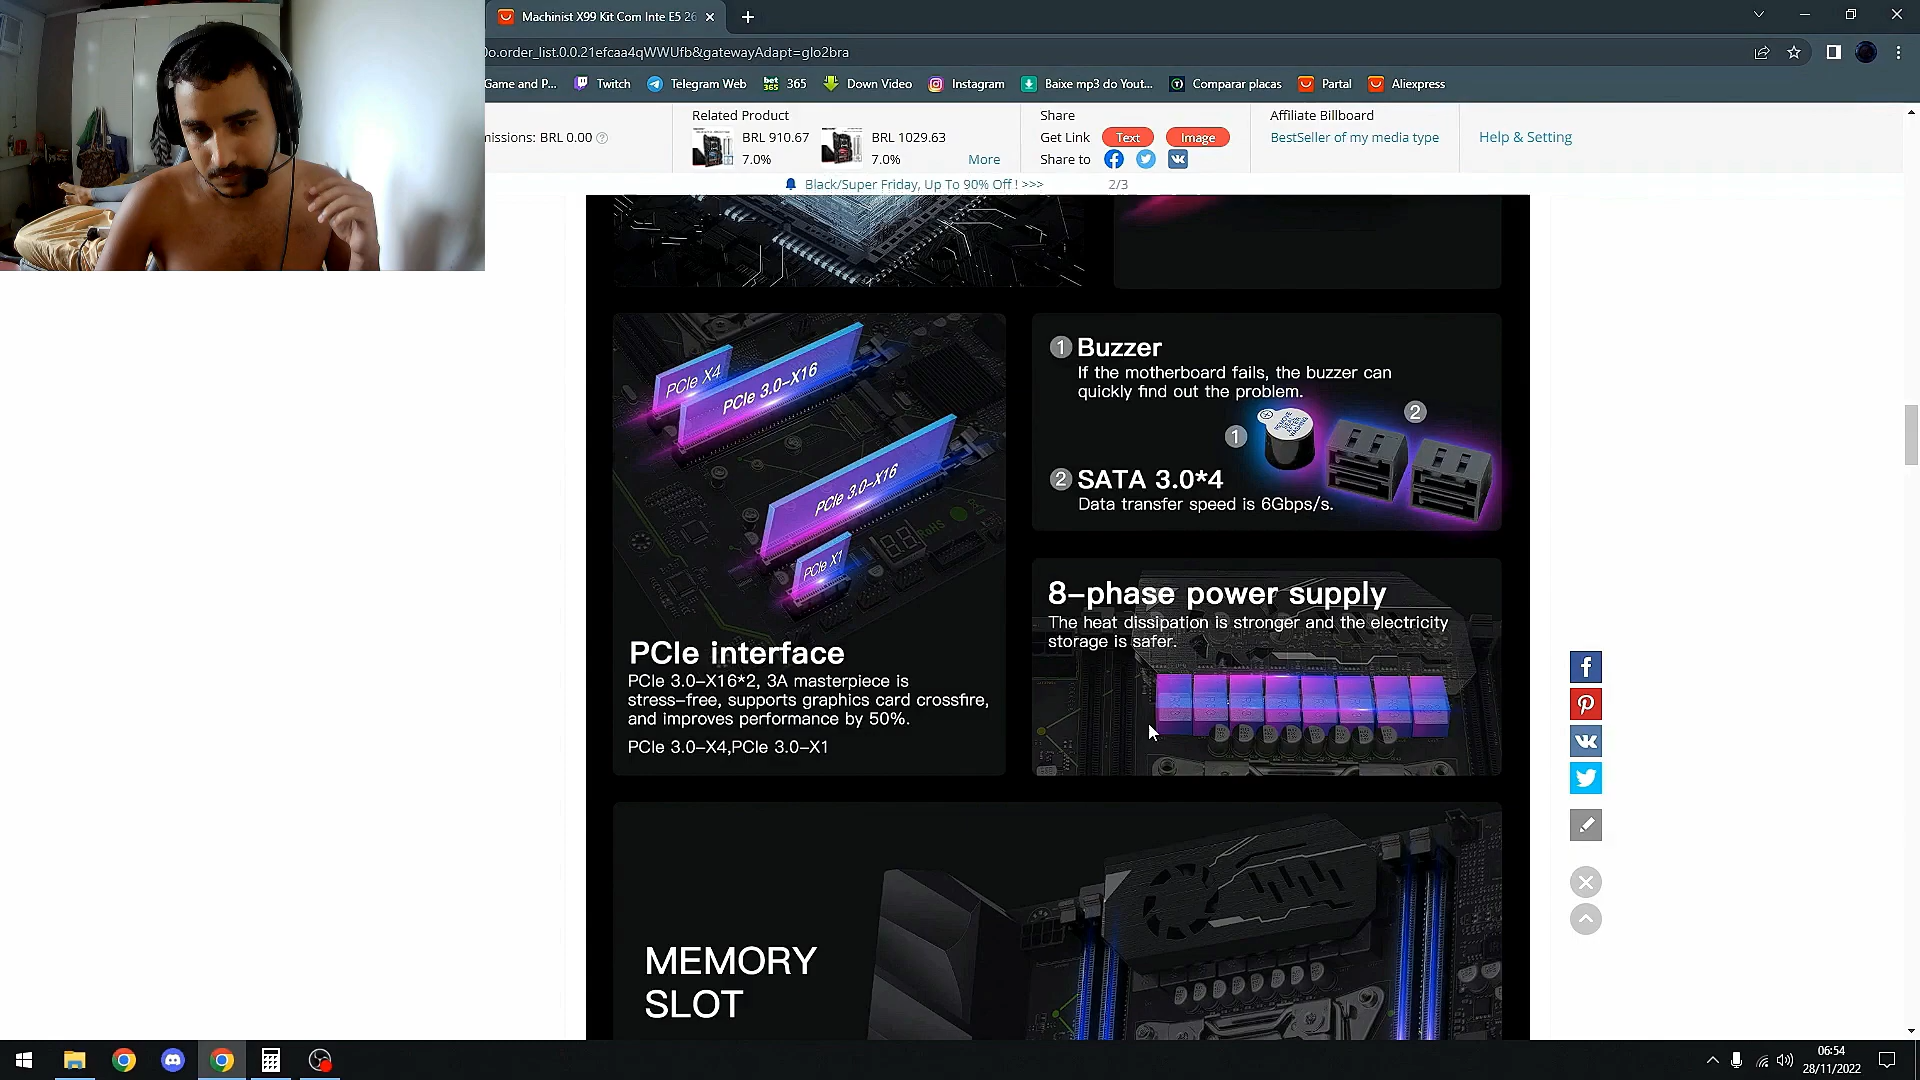 Machinist X99 Kit Com Inte E5 26
o.order_list.0.0.21efcaa4qWWUfb&gatewayAdapt=glo2bra
Game and P...
Twitch
Telegram Web
bet 365
365
Down Video
Instagram
Baixe mp3 do Yout...
Comparar placas
Partal
Aliexpress
missions: BRL 0.00
Related Product
BRL 910.67
7.0%
BRL 1029.63
7.0%
More
Share
Get Link
Text
Image
Share to
Affiliate Billboard
BestSeller of my media type
Help & Setting
Black/Super Friday, Up To 90% Off ! >>>
2/3
PCIe X4
PCIe 3.0-X16
PCIe 3.0-X16
PCIe X1
RoHS
PCIe interface
PCIe 3.0-X16*2, 3A masterpiece is
stress-free, supports graphics card crossfire,
and improves performance by 50%.
PCIe 3.0-X4,PCIe 3.0-X1
1 Buzzer
If the motherboard fails, the buzzer can
quickly find out the problem.
2
1
REMOVE SEAL AFTER WASHING
2 SATA 3.0*4
Data transfer speed is 6Gbps/s.
8-phase power supply
The heat dissipation is stronger and the electricity
storage is safer.
MEMORY
SLOT
06:54
28/11/2022